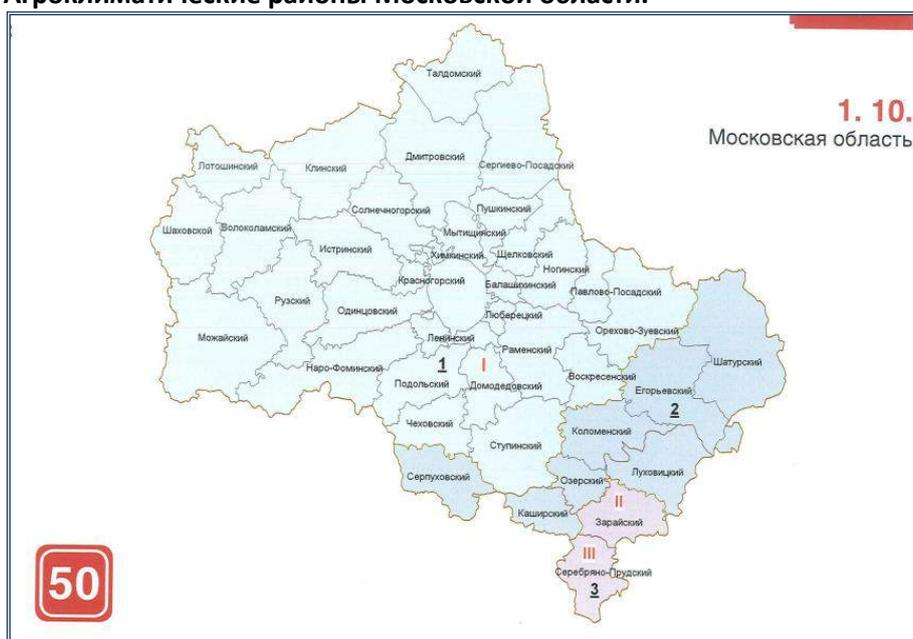 Агроклиматические районы Московской области.
1. 10.
Московская область
Талдомский
Дмитровский
Сергиево-Посадский
Лотошинский
Клинский
Солнечногорский
Пушкинский
Шаховской
Волоколамский
Мытищинский
Истринский
Химкинский
Щелковский
Ногинский
Красногорский
Балашихинский
Павлово-Посадский
Рузский
Одинцовский
Люберецкий
Орехово-Зуевский
Можайский
Ленинский
Раменский
Шатурский
Наро-Фоминский
1
I
Воскресенский
Подольский
Домодедовский
Егорьевский
2
Чеховский
Коломенский
Ступинский
Серпуховский
Озерский
Луховицкий
II
Каширский
Зарайский
III
Серебряно-Прудский
3
50